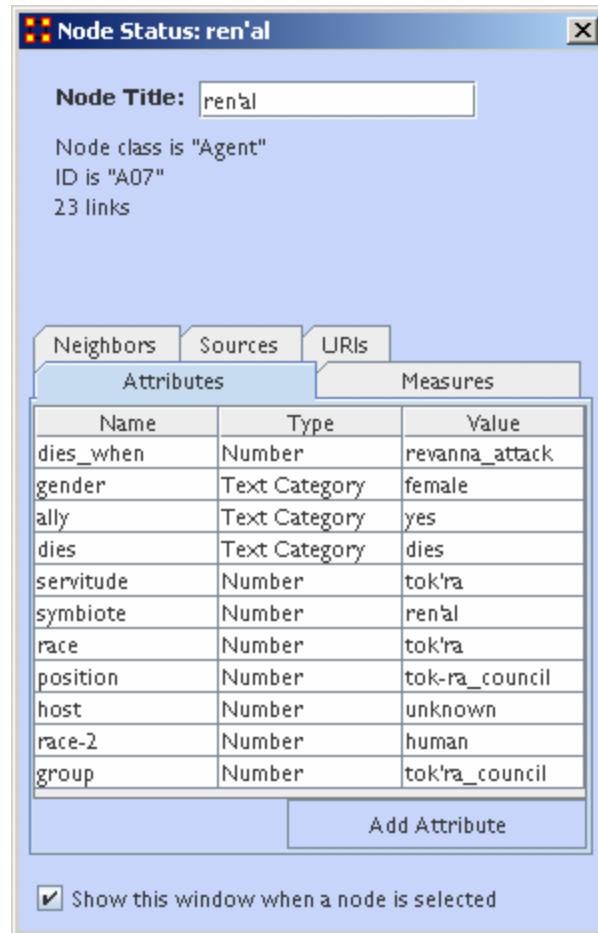 Node Status: ren'al
Node Title: ren'al
Node class is "Agent"
ID is "A07"
23 links
Neighbors Sources URIs
Attributes Measures
Name Type Value
dies_when Number revanna_attack
gender Text Category female
ally Text Category yes
dies Text Category dies
servitude Number tok'ra
symbiote Number ren'al
race Number tok'ra
position Number tok-ra_council
host Number unknown
race-2 Number human
group Number tok'ra_council
Add Attribute
Show this window when a node is selected